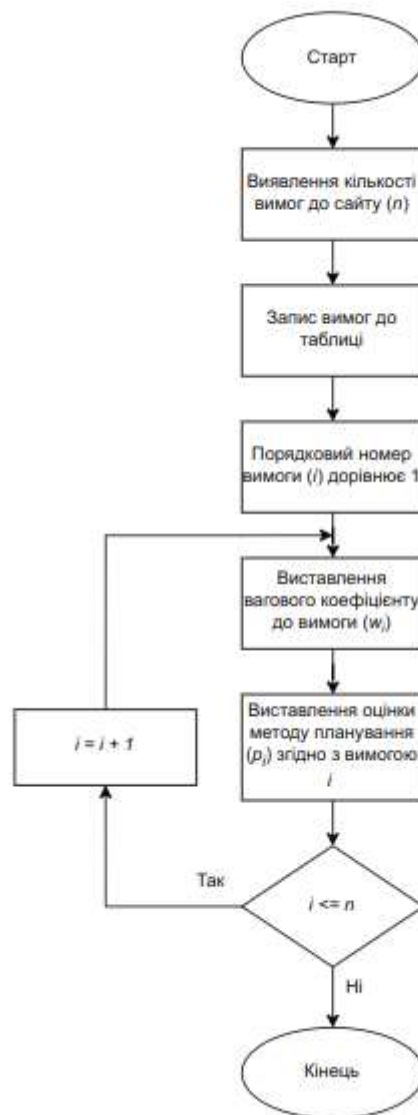 Старт
Виявлення кількості
вимог до сайту (n)
Запис вимог до
таблиці
Порядковий номер
вимоги (i) дорівнює 1
Виставлення
вагового коефіцієнту
до вимоги (wi)
Виставлення оцінки
методу планування
(pi) згідно з вимогою
i
i = i + 1
Так
i <= n
Ні
Кінець